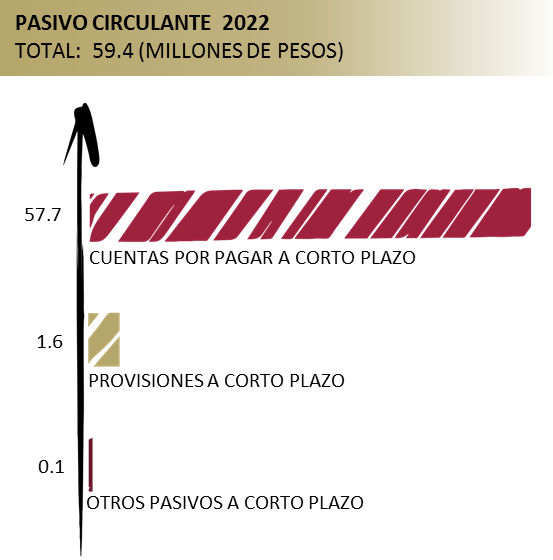 PASIVO CIRCULANTE 2022
TOTAL: 59.4 (MILLONES DE PESOS)
57.7
CUENTAS POR PAGAR A CORTO PLAZO
1.6
PROVISIONES A CORTO PLAZO
0.1
OTROS PASIVOS A CORTO PLAZO